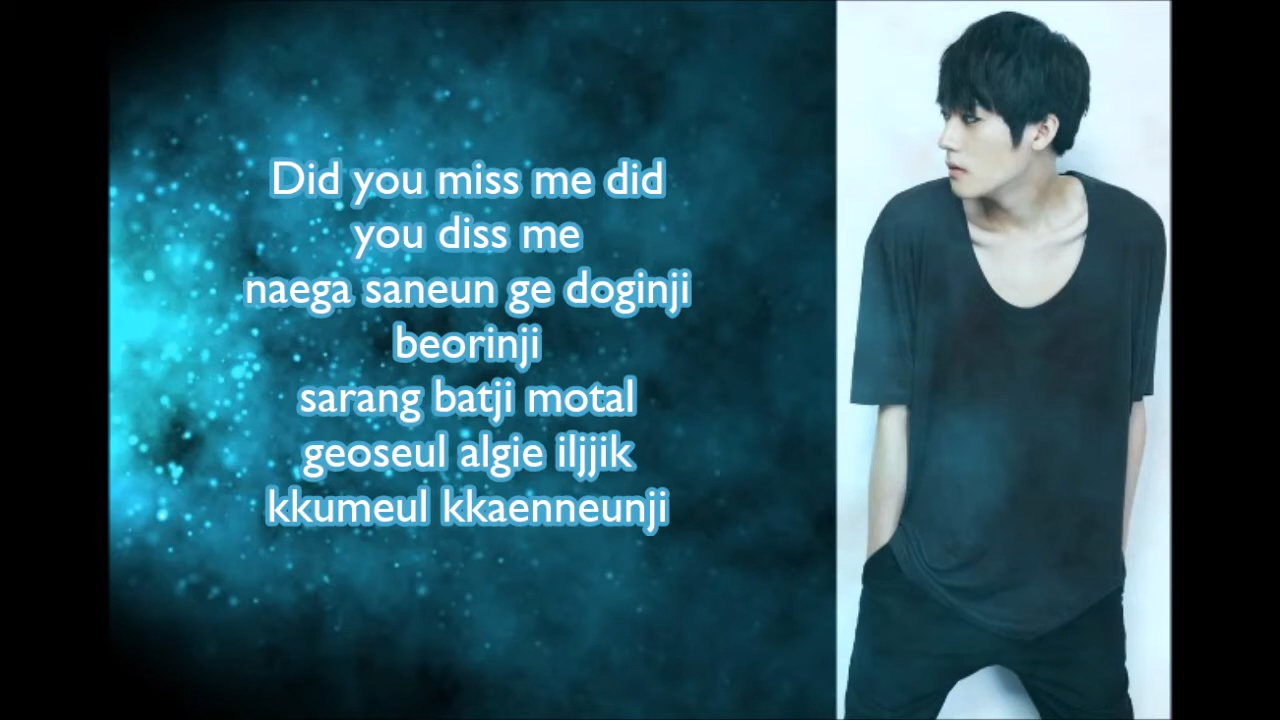 Did you miss me did
you diss me
naega saneun ge doginji
beorinji
sarang batji motal
geoseul algie iljjik
kkumeul kkaenneunji